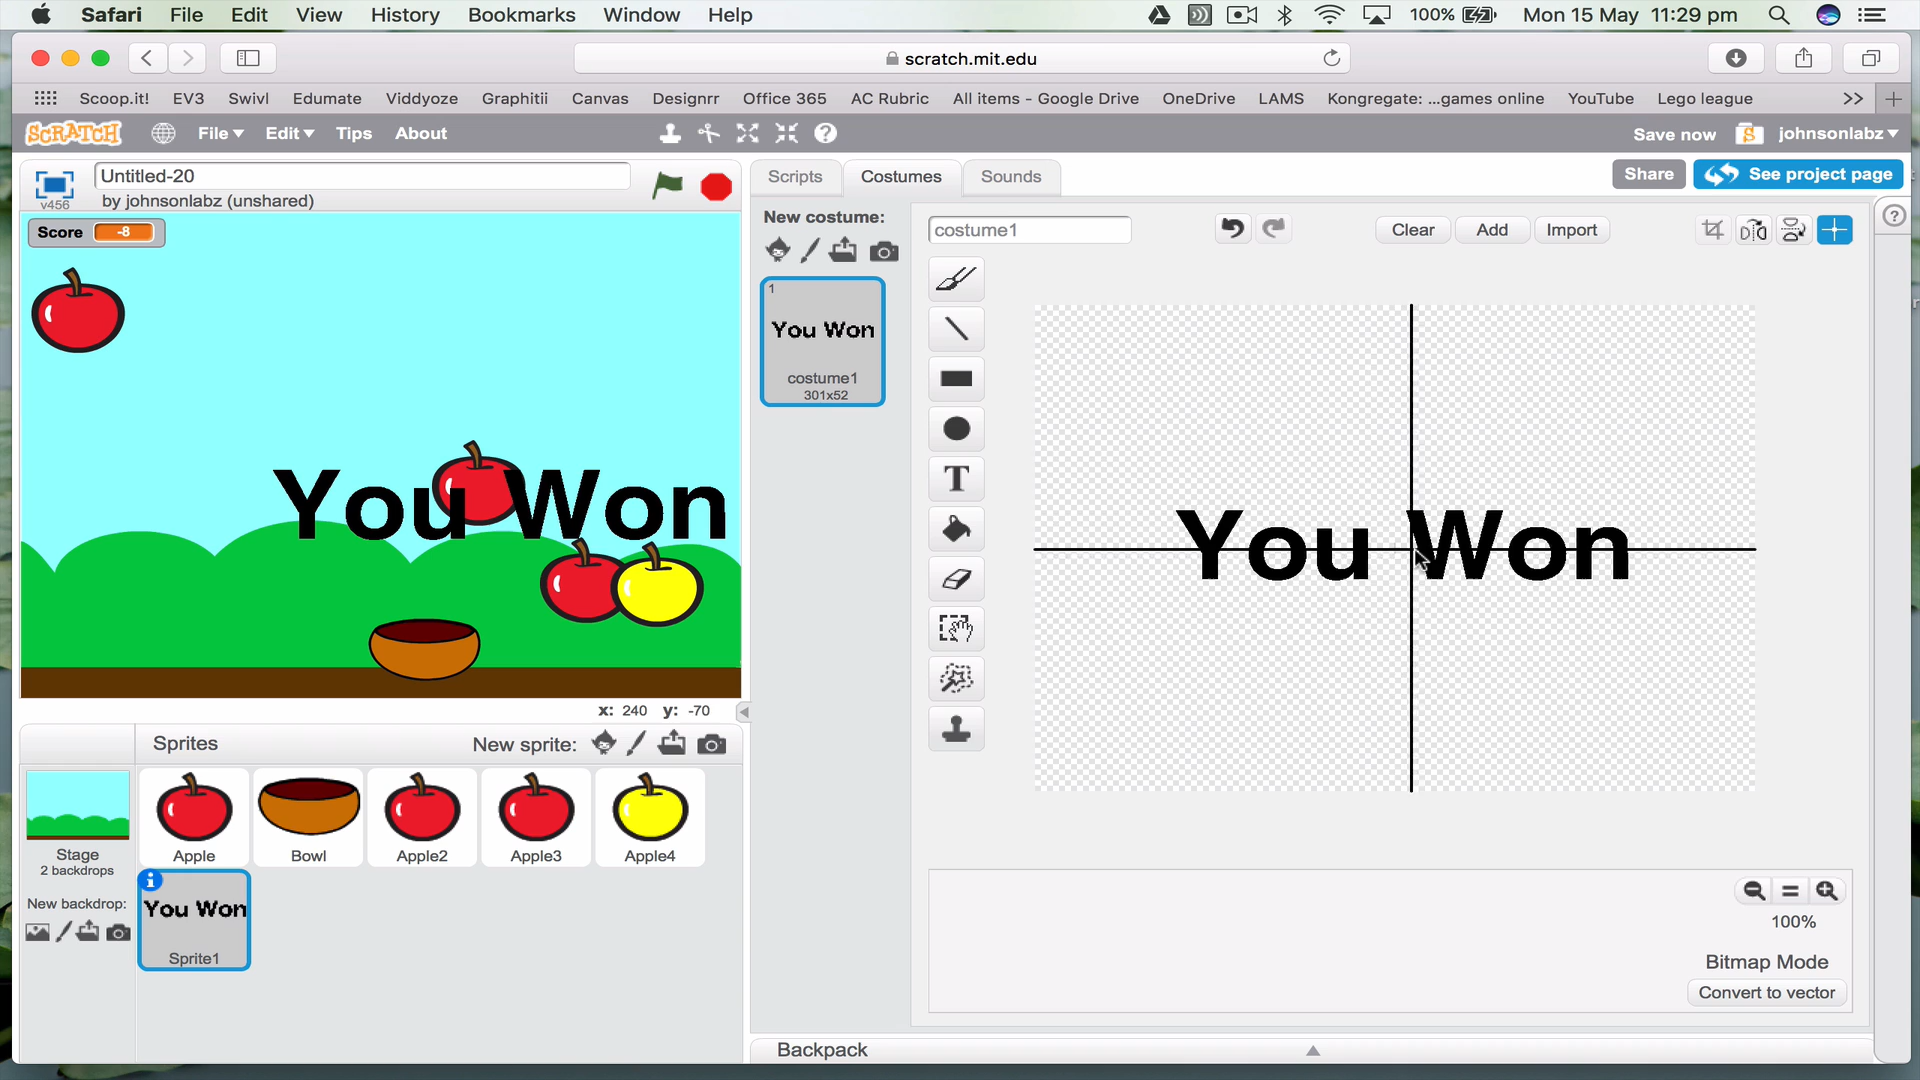 Safari File Edit View History Bookmarks Window Help 100% Mon 15 May 11:29 pm
scratch.mit.edu
Scoop.it! EV3 Swivl Edumate Viddyoze Graphitii Canvas Designrr Office 365 AC Rubric All items - Google Drive OneDrive LAMS Kongregate: ...games online YouTube Lego league >>
SCRATCH File Edit Tips About Save now S johnsonlabz
Untitled-20
by johnsonlabz (unshared)
v456
Scripts Costumes Sounds Share See project page
New costume:
costume1 Clear Add Import
Score -8
1
You Won
costume1
301x52
T
You Won
You Won
x: 240 y: -70
Sprites New sprite:
Stage
2 backdrops
New backdrop:
Apple Bowl Apple2 Apple3 Apple4
You Won
Sprite1
100%
Bitmap Mode
Convert to vector
Backpack